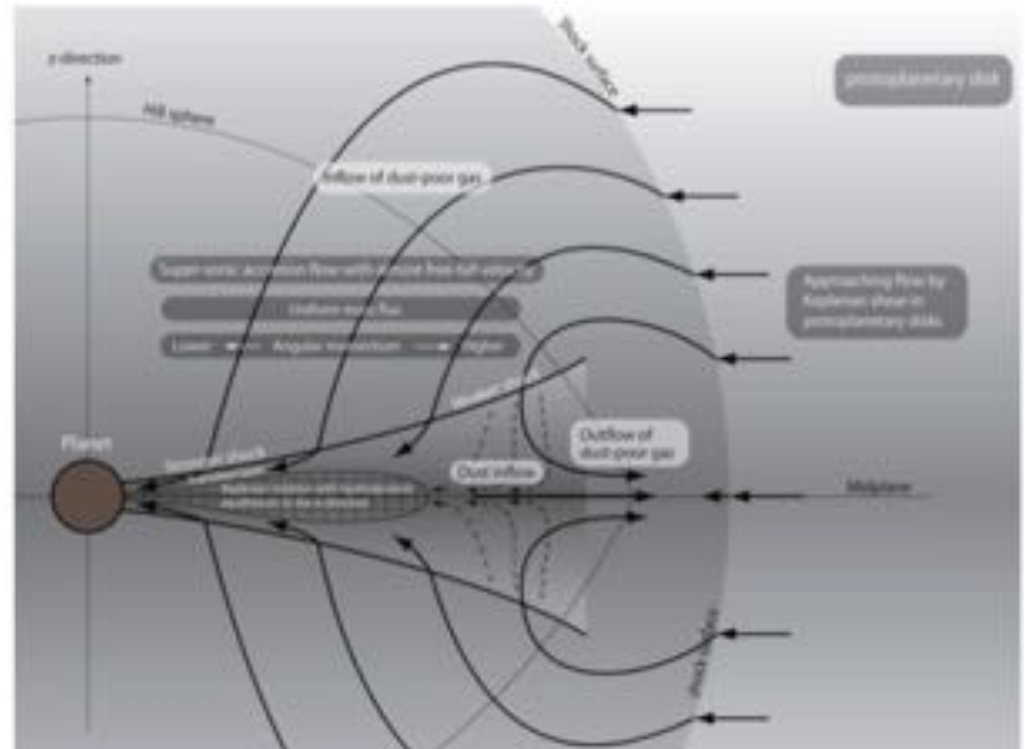 z-direction
Hill sphere
Shock surface
protoplanetary disk
Inflow of dust-poor gas
Super-sonic accretion flow with almost free-fall velocity
Uniform mass flux
Approaching flow by
Keplerian shear in
protoplanetary disks
Lower
Angular momentum
Higher
Planet
Outflow of
dust-poor gas
Dust inflow
Midplane
shock surface